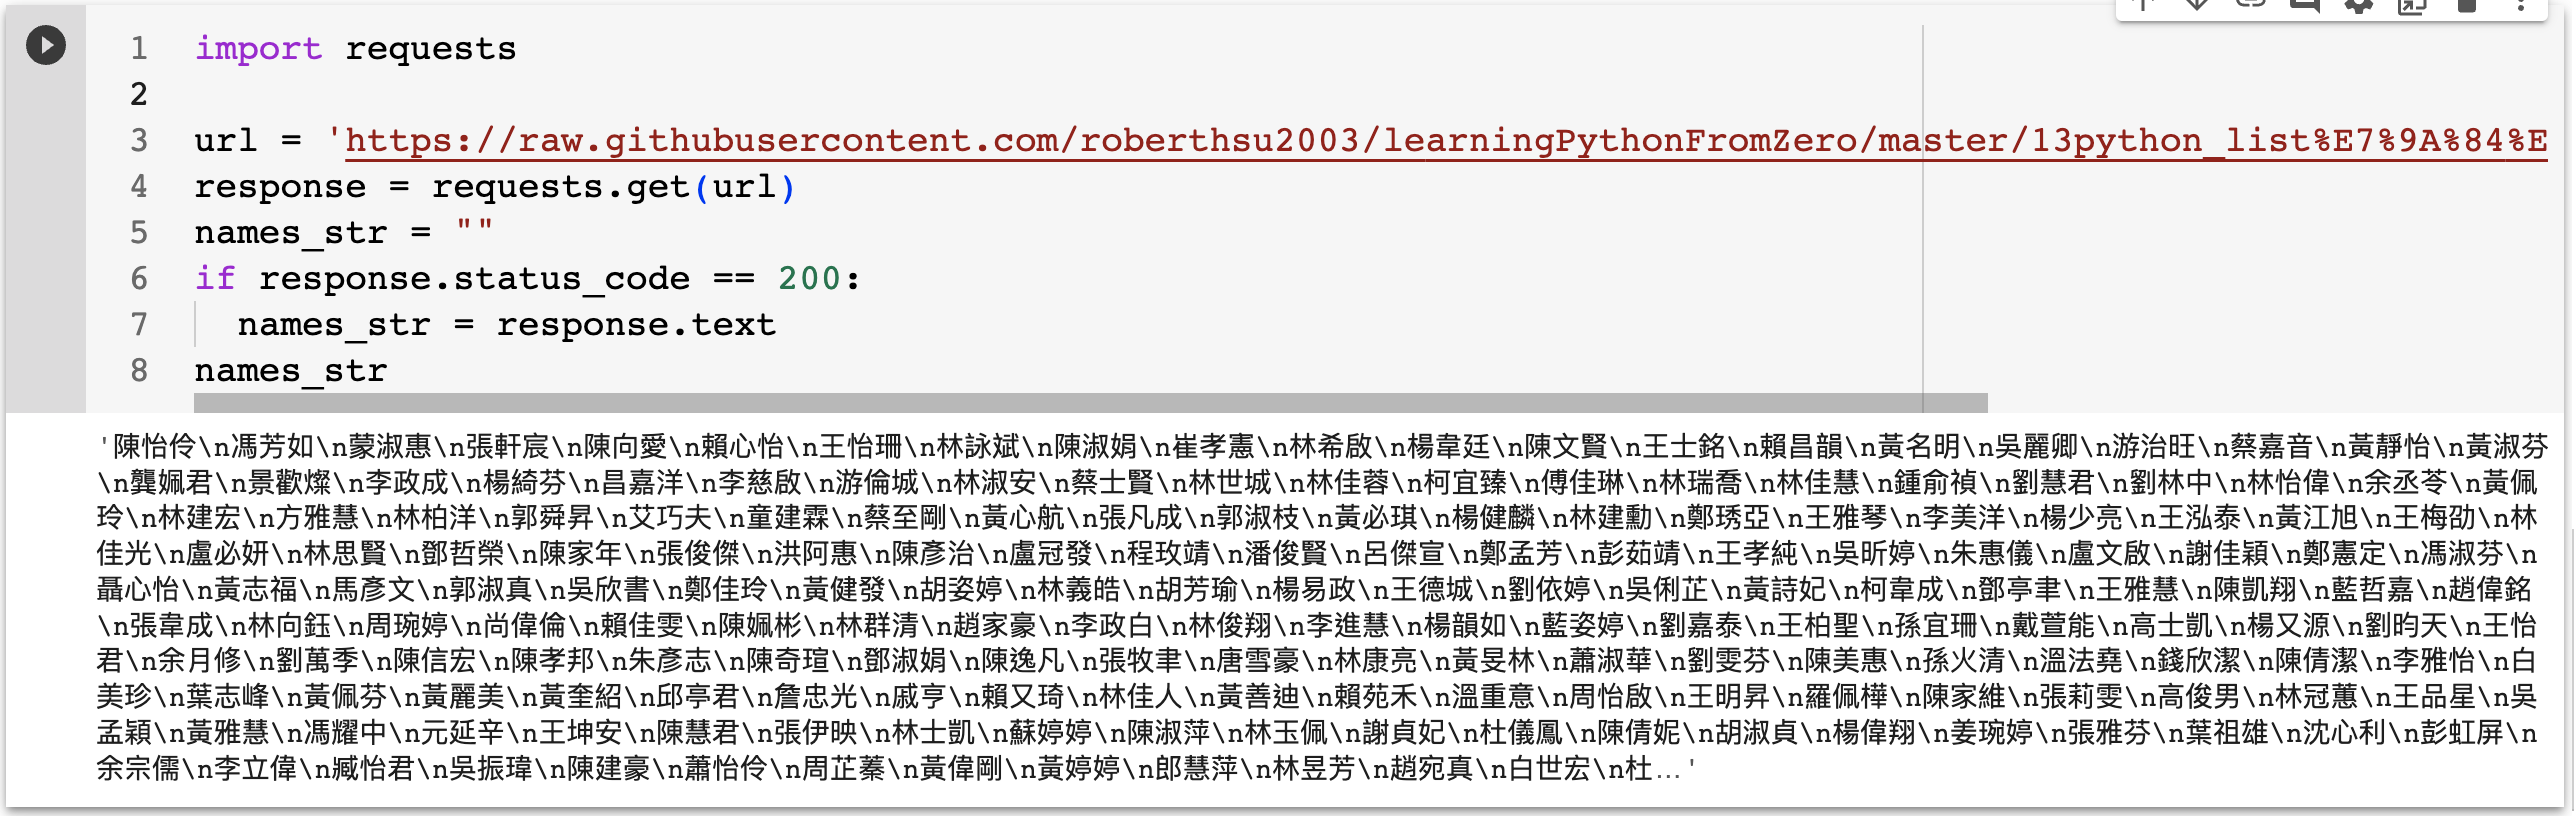 1 import requests
2
3 url = 'https://raw.githubusercontent.com/roberthsu2003/learningPythonFromZero/master/13python_list%E7%9A%84%E
4 response = requests.get(url)
5 names_str = ""
6 if response.status_code == 200:
7 names_str = response.text
8 names_str
'陳怡伶\n馮芳如\n蒙淑惠\n張軒宸\n陳向愛\n賴心怡\n王怡珊\n林詠斌\n陳淑娟\n崔孝憲\n林希啟\n楊韋廷\n陳文賢\n王士銘\n賴昌韻\n黃名明\n吳麗卿\n游治旺\n蔡嘉音\n黃靜怡\n黃淑芬
\n龔姵君\n景歡燦\n李政成\n楊綺芬\n昌嘉洋\n李慈啟\n游倫城\n林淑安\n蔡士賢\n林世城\n林佳蓉\n柯宜臻\n傅佳琳\n林瑞喬\n林佳慧\n鍾俞禎\n劉慧君\n劉林中\n林怡偉\n余丞苓\n黃佩
玲\n林建宏\n方雅慧\n林柏洋\n郭舜昇\n艾巧夫\n童建霖\n蔡至剛\n黃心航\n張凡成\n郭淑枝\n黃必琪\n楊健麟\n林建勳\n鄭琇亞\n王雅琴\n李美洋\n楊少亮\n王泓泰\n黃江旭\n王梅劭\n林
佳光\n盧必妍\n林思賢\n鄧哲榮\n陳家年\n張俊傑\n洪阿惠\n陳彥治\n盧冠發\n程玫靖\n潘俊賢\n呂傑宣\n鄭孟芳\n彭茹靖\n王孝純\n吳昕婷\n朱惠儀\n盧文啟\n謝佳穎\n鄭憲定\n馮淑芬\n
聶心怡\n黃志福\n馬彥文\n郭淑真\n吳欣書\n鄭佳玲\n黃健發\n胡姿婷\n林義皓\n胡芳瑜\n楊易政\n王德城\n劉依婷\n吳俐芷\n黃詩妃\n柯韋成\n鄧亭聿\n王雅慧\n陳凱翔\n藍哲嘉\n趙偉銘
\n張韋成\n林向鈺\n周琬婷\n尚偉倫\n賴佳雯\n陳姵彬\n林群清\n趙家豪\n李政白\n林俊翔\n李進慧\n楊韻如\n藍姿婷\n劉嘉泰\n王柏聖\n孫宜珊\n戴萱能\n高士凱\n楊又源\n劉昀天\n王怡
君\n余月修\n劉萬季\n陳信宏\n陳孝邦\n朱彥志\n陳奇瑄\n鄧淑娟\n陳逸凡\n張牧聿\n唐雪豪\n林康亮\n黃旻林\n蕭淑華\n劉雯芬\n陳美惠\n孫火清\n溫法堯\n錢欣潔\n陳倩潔\n李雅怡\n白
美珍\n葉志峰\n黃佩芬\n黃麗美\n黃奎紹\n邱亭君\n詹忠光\n戚亨\n賴又琦\n林佳人\n黃善迪\n賴苑禾\n溫重意\n周怡啟\n王明昇\n羅佩樺\n陳家維\n張莉雯\n高俊男\n林冠蕙\n王品星\n吳
孟穎\n黃雅慧\n馮耀中\n元延辛\n王坤安\n陳慧君\n張伊映\n林士凱\n蘇婷婷\n陳淑萍\n林玉佩\n謝貞妃\n杜儀鳳\n陳倩妮\n胡淑貞\n楊偉翔\n姜琬婷\n張雅芬\n葉祖雄\n沈心利\n彭虹屏\n
余宗儒\n李立偉\n臧怡君\n吳振瑋\n陳建豪\n蕭怡伶\n周芷蓁\n黃偉剛\n黃婷婷\n郎慧萍\n林昱芳\n趙宛真\n白世宏\n杜…'